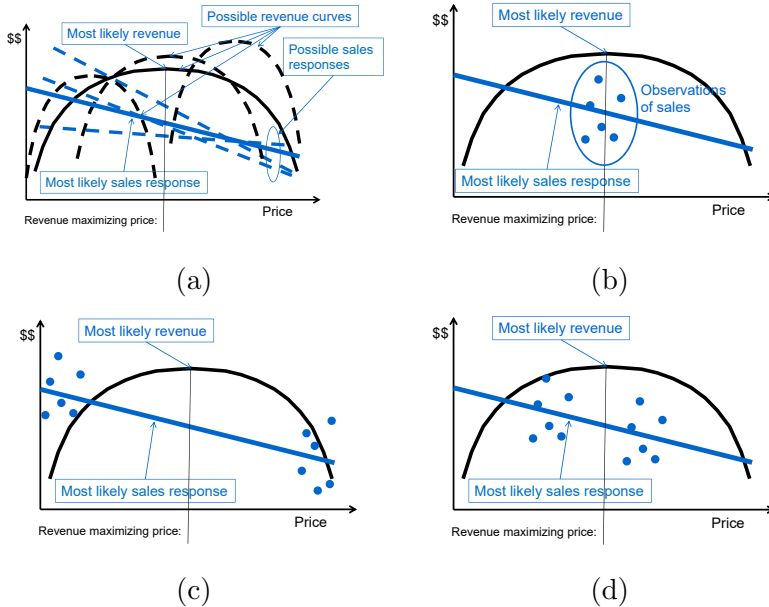 $$
Most likely revenue
Possible revenue curves
Possible sales
responses
Most likely sales response
Price
Revenue maximizing price:
(a)
$$
Most likely revenue
Observations
of sales
Most likely sales response
Price
Revenue maximizing price:
(b)
$$
Most likely revenue
Most likely sales response
Price
Revenue maximizing price:
(c)
$$
Most likely revenue
Most likely sales response
Price
Revenue maximizing price:
(d)